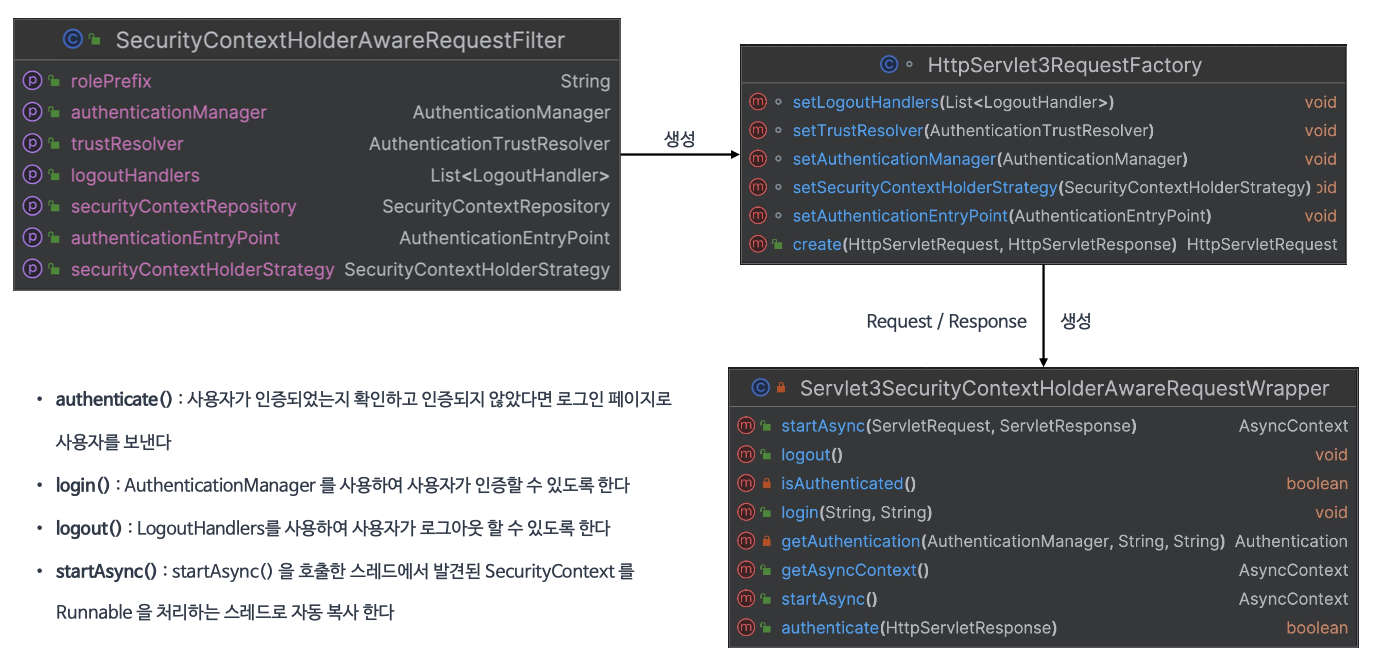 SecurityContextHolderAwareRequestFilter
rolePrefix String
authenticationManager AuthenticationManager
trustResolver AuthenticationTrustResolver
logoutHandlers List<LogoutHandler>
securityContextRepository SecurityContextRepository
authenticationEntryPoint AuthenticationEntryPoint
securityContextHolderStrategy SecurityContextHolderStrategy
생성
HttpServlet3RequestFactory
setLogoutHandlers(List<LogoutHandler>) void
setTrustResolver(AuthenticationTrustResolver) void
setAuthenticationManager(AuthenticationManager) void
setSecurityContextHolderStrategy(SecurityContextHolderStrategy) oid
setAuthenticationEntryPoint(AuthenticationEntryPoint) void
create(HttpServletRequest, HttpServletResponse) HttpServletRequest
Request / Response 생성
Servlet3SecurityContextHolderAwareRequestWrapper
startAsync(ServletRequest, ServletResponse) AsyncContext
logout() void
isAuthenticated() boolean
login(String, String) void
getAuthentication(AuthenticationManager, String, String) Authentication
getAsyncContext() AsyncContext
startAsync() AsyncContext
authenticate(HttpServletResponse) boolean
• authenticate() : 사용자가 인증되었는지 확인하고 인증되지 않았다면 로그인 페이지로
사용자를 보낸다
• login() : AuthenticationManager 를 사용하여 사용자가 인증할 수 있도록 한다
• logout() : LogoutHandlers를 사용하여 사용자가 로그아웃 할 수 있도록 한다
• startAsync() : startAsync() 을 호출한 스레드에서 발견된 SecurityContext 를
Runnable 을 처리하는 스레드로 자동 복사 한다